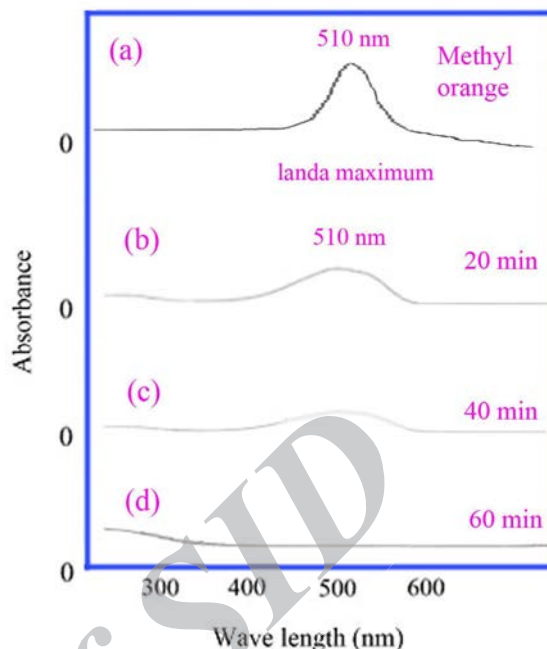 (a)
510 nm
Methyl
orange
0
landa maximum
(b)
510 nm
20 min
0
(c)
40 min
0
(d)
60 min
0
300 400 500 600
Wave length (nm)
Absorbance
SID